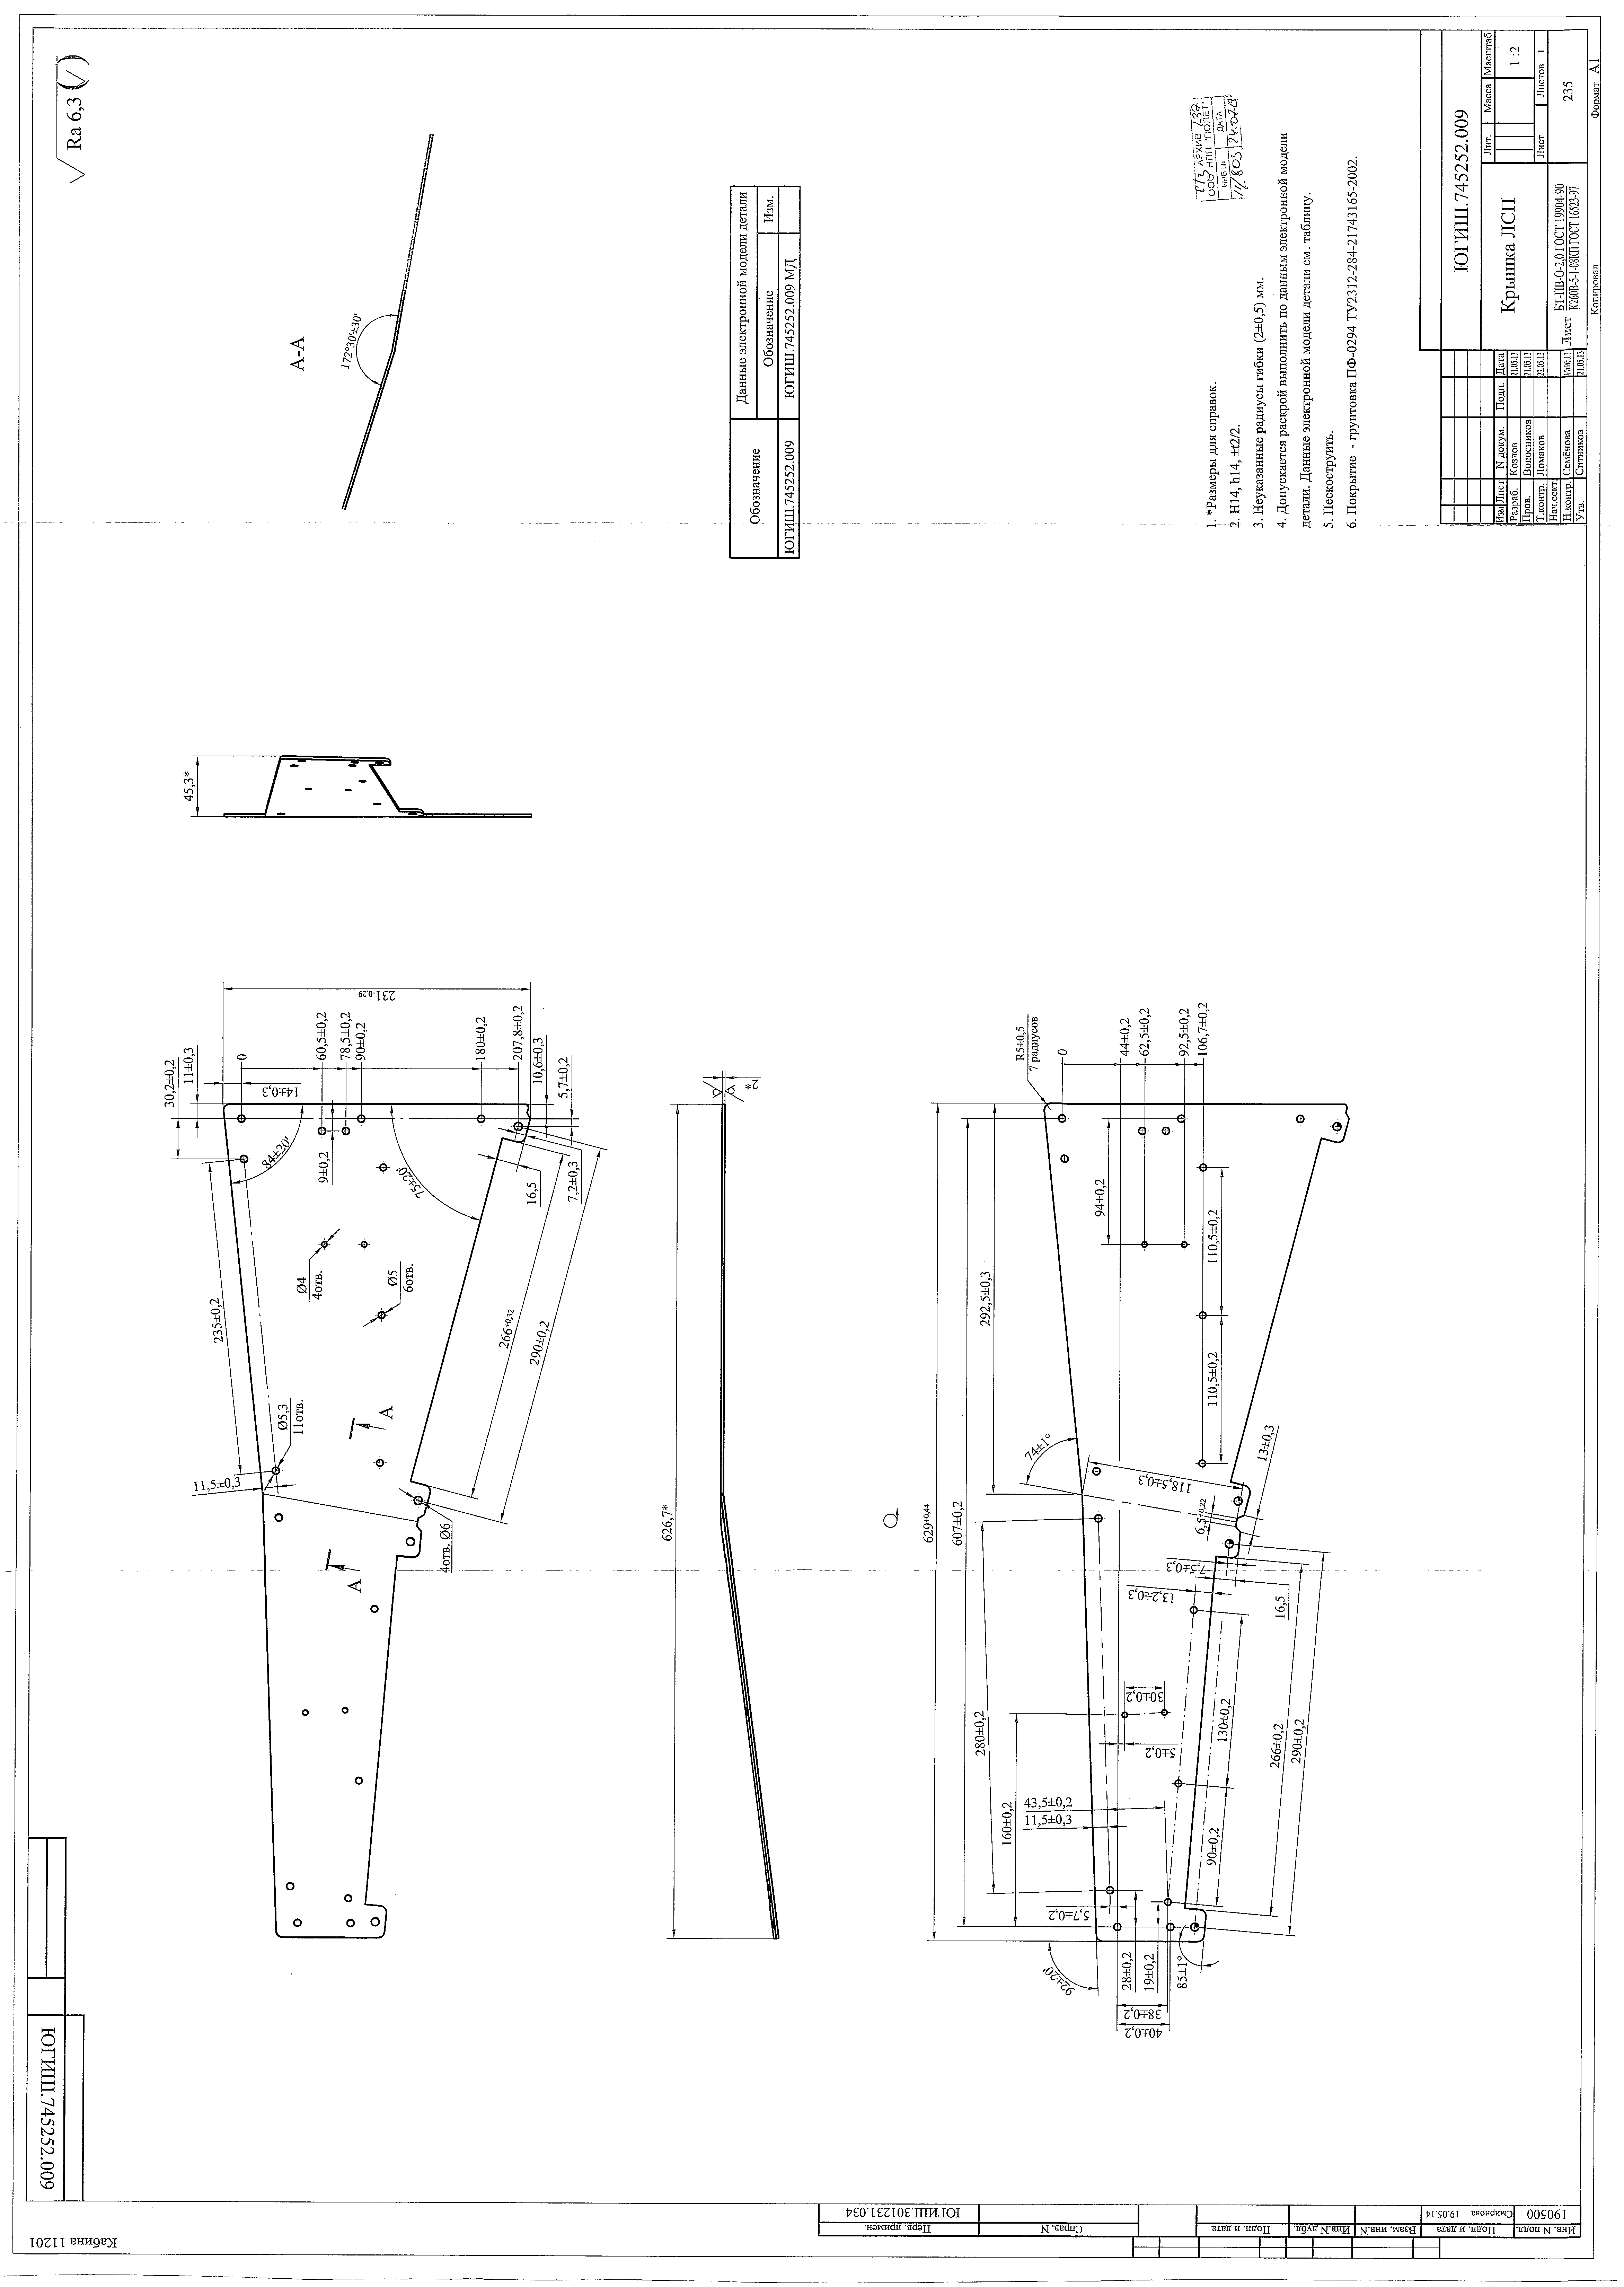 ЮГИШ.745252.009
Кабина 11201
Ra 6,3 (√)
А-А
172°30'±30'
45,3*
30,2±0,2
11±0,3
14±0,3
0
60,5±0,2
78,5±0,2
90±0,2
180±0,2
207,8±0,2
10,6±0,3
5,7±0,2
231-0,29
84±20'
9±0,2
75±20'
16,5
7,2±0,3
235±0,2
Ø4
4отв.
Ø5
6отв.
266+0,32
290±0,2
Ø5,3
11отв.
11,5±0,3
А
А
4отв. Ø6
626,7*
2*
R5±0,5
7 радиусов
0
44±0,2
62,5±0,2
92,5±0,2
106,7±0,2
629+0,44
607±0,2
292,5±0,3
94±0,2
110,5±0,2
110,5±0,2
74±1°
118,5±0,3
13±0,3
6,5+0,22
7,5±0,3
13,2±0,3
16,5
280±0,2
160±0,2
30±0,2
5±0,2
43,5±0,2
11,5±0,3
130±0,2
90±0,2
266±0,2
290±0,2
5,7±0,2
92±20'
28±0,2
19±0,2
85±1°
38±0,2
40±0,2
Обозначение
Данные электронной модели детали
Обозначение
Изм.
ЮГИШ.745252.009
ЮГИШ.745252.009 МД
АРХИВ
ООО НПП "ПОЛЕТ"
ИНВ №
ДАТА
1. *Размеры для справок.
2. H14, h14, ±t2/2.
3. Неуказанные радиусы гибки (2±0,5) мм.
4. Допускается раскрой выполнить по данным электронной модели
детали. Данные электронной модели детали см. таблицу.
5. Пескоструить.
6. Покрытие - грунтовка ПФ-0294 ТУ2312-284-21743165-2002.
ЮГИШ.745252.009
Крышка ЛСП
Лит.
Масса
Масштаб
1 :2
Лист
Листов 1
Лист
БТ-ПВ-О-2,0 ГОСТ 19904-90
К260В-5-1-08КП ГОСТ 16523-97
235
Изм
Лист
N докум.
Подп.
Дата
Разраб. Козлов 21.05.13
Пров. Волосников 21.05.13
Т.контр. Ломаков 22.05.13
Нач.сект
Н.контр. Семёнова
Утв. Ситников 21.05.13
Копировал
Формат А1
Перв. примен.
ЮГИШ.301231.034
Справ. N
Подп. и дата
Инв.N дубл.
Взам. инв.N
Подп. и дата
Смирнова 19.05.14
Инв. N подл.
190500